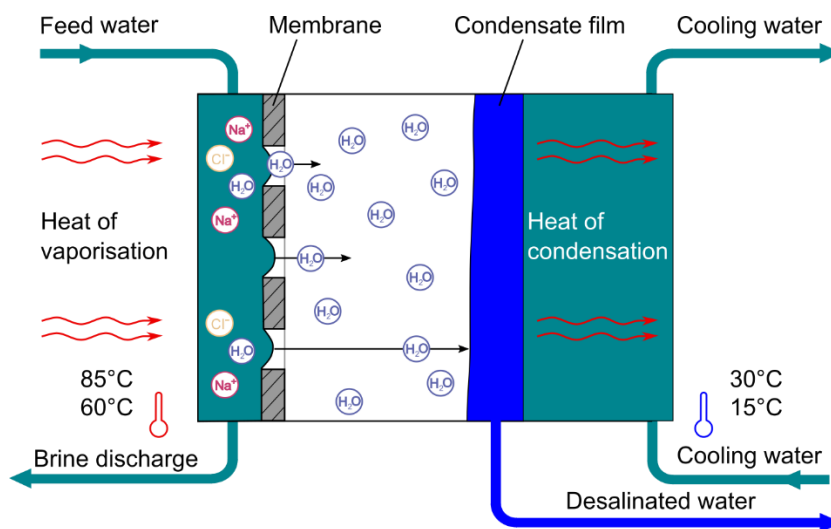 Feed water
Membrane
Condensate film
Cooling water
Na⁺
Cl⁻
H₂O
H₂O
Na⁺
H₂O
H₂O
H₂O
H₂O
H₂O
H₂O
H₂O
H₂O
Heat of
vaporisation
Heat of
condensation
Cl⁻
H₂O
Na⁺
H₂O
H₂O
H₂O
85°C
60°C
30°C
15°C
Brine discharge
Cooling water
Desalinated water